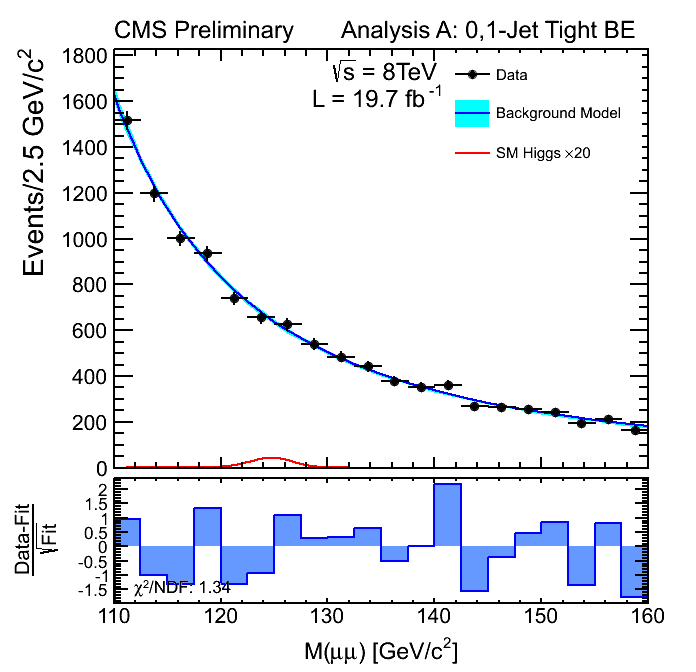 CMS Preliminary Analysis A: 0,1-Jet Tight BE
Events/2.5 GeV/c²
1800
1600
1400
1200
1000
800
600
400
200
0
√s = 8TeV
L = 19.7 fb⁻¹
Data
Background Model
SM Higgs ×20
Data-Fit
√Fit
2
1.5
1
0.5
0
-0.5
-1
-1.5
χ²/NDF: 1.34
110 120 130 140 150 160
M(μμ) [GeV/c²]